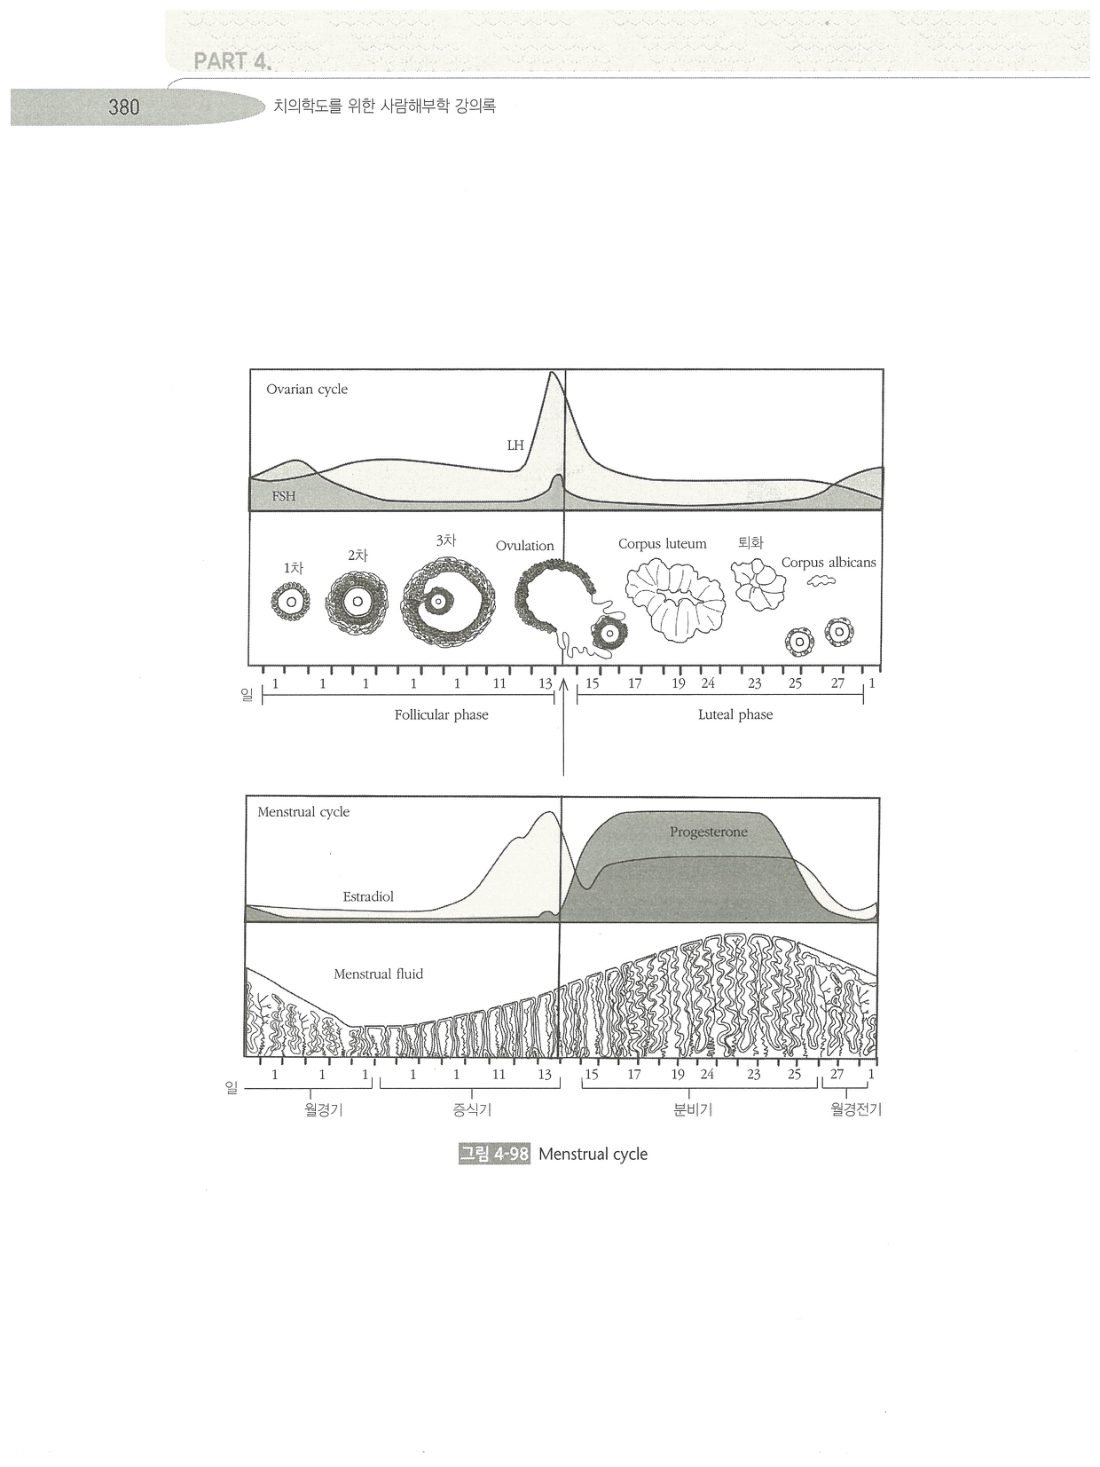 PART 4.
380
치의학도를 위한 사람해부학 강의록
Ovarian cycle
LH
FSH
1차
2차
3차
Ovulation
Corpus luteum
퇴화
Corpus albicans
일 1 1 1 1 1 11 13 15 17 19 24 23 25 27 1
Follicular phase
Luteal phase
Menstrual cycle
Progesterone
Estradiol
Menstrual fluid
일 1 1 1 1 1 11 13 15 17 19 24 23 25 27 1
월경기
증식기
분비기
월경전기
그림 4-98 Menstrual cycle